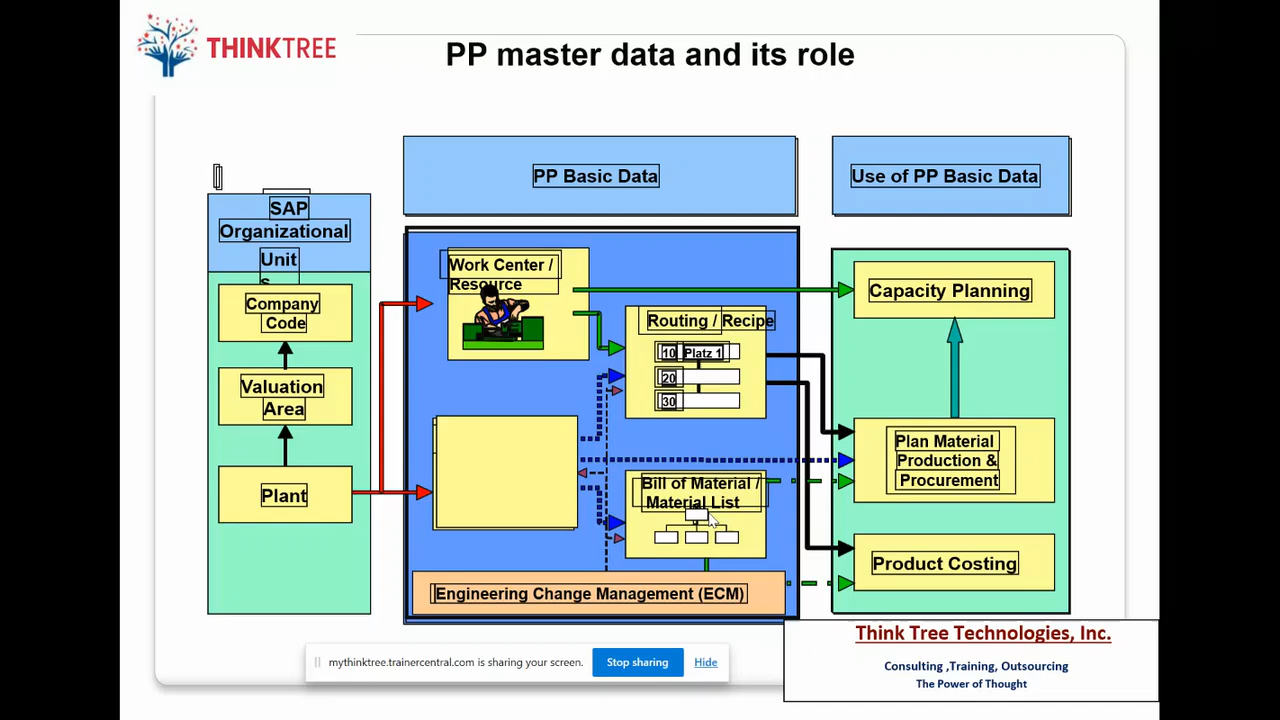 THINKTREE
PP master data and its role
SAP
Organizational
Unit
s
Company
Code
Valuation
Area
Plant
PP Basic Data
Work Center /
Resource
Routing / Recipe
10 Platz 1
20
30
Bill of Material /
Material List
Engineering Change Management (ECM)
Use of PP Basic Data
Capacity Planning
Plan Material
Production &
Procurement
Product Costing
mythinktree.trainercentral.com is sharing your screen.
Stop sharing
Hide
Think Tree Technologies, Inc.
Consulting ,Training, Outsourcing
The Power of Thought